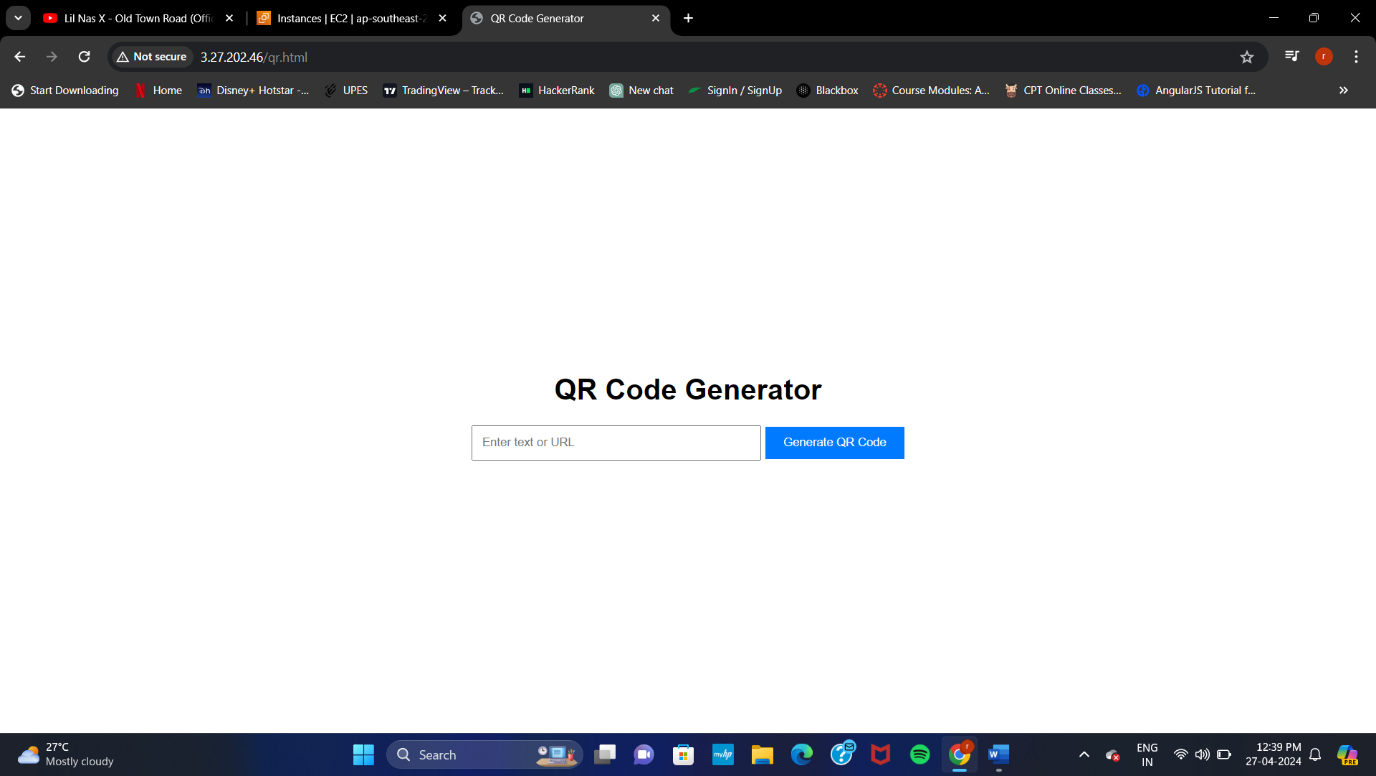 Lil Nas X - Old Town Road (Offic
Instances | EC2 | ap-southeast-2
QR Code Generator
Not secure
3.27.202.46/qr.html
r
Start Downloading
Home
Disney+ Hotstar -...
UPES
TradingView – Track...
HackerRank
New chat
SignIn / SignUp
Blackbox
Course Modules: A...
CPT Online Classes...
AngularJS Tutorial f...
QR Code Generator
Enter text or URL
Generate QR Code
27°C
Mostly cloudy
Search
ENG
IN
12:39 PM
27-04-2024
PRE